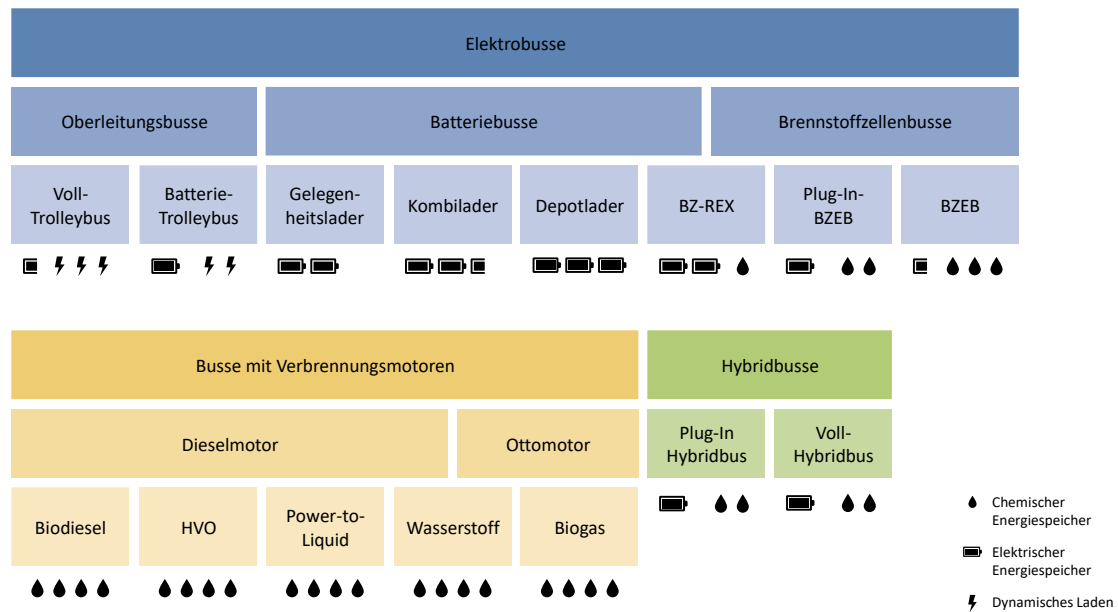 Elektrobusse
Oberleitungsbusse
Batteriebusse
Brennstoffzellenbusse
Voll-
Trolleybus
Batterie-
Trolleybus
Gelegen-
heitslader
Kombilader
Depotlader
BZ-REX
Plug-In-
BZEB
BZEB
Busse mit Verbrennungsmotoren
Hybridbusse
Dieselmotor
Ottomotor
Plug-In
Hybridbus
Voll-
Hybridbus
Biodiesel
HVO
Power-to-
Liquid
Wasserstoff
Biogas
Chemischer
Energiespeicher
Elektrischer
Energiespeicher
Dynamisches Laden